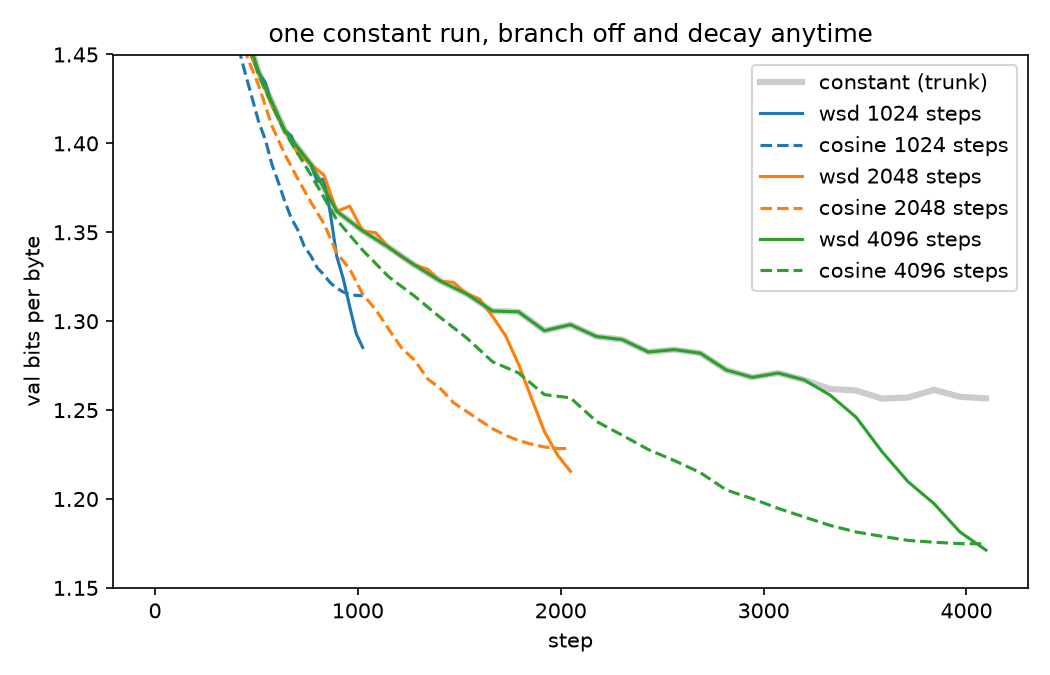 one constant run, branch off and decay anytime
constant (trunk)
wsd 1024 steps
cosine 1024 steps
wsd 2048 steps
cosine 2048 steps
wsd 4096 steps
cosine 4096 steps
val bits per byte
1.45
1.40
1.35
1.30
1.25
1.20
1.15
0 1000 2000 3000 4000
step